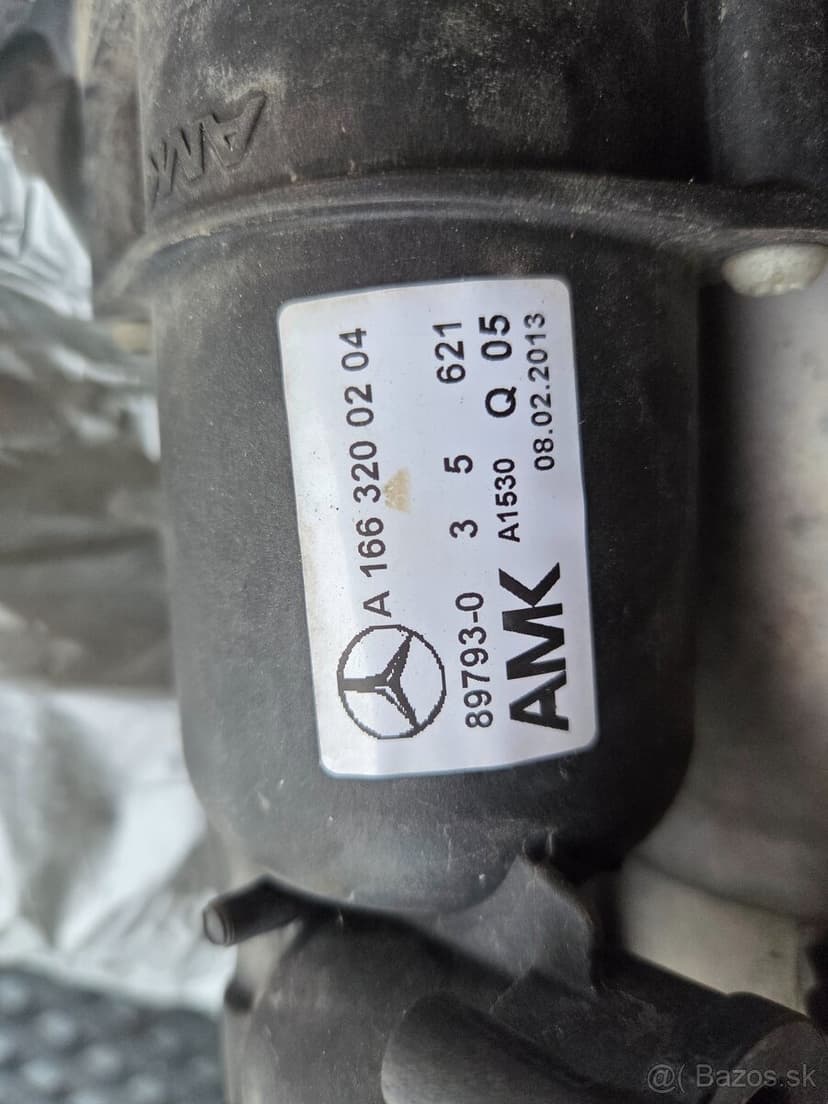 AMK
A 166 320 02 04
89793-0 3 5 621
AMK A1530 Q 05
08.02.2013
@( Bazos.sk